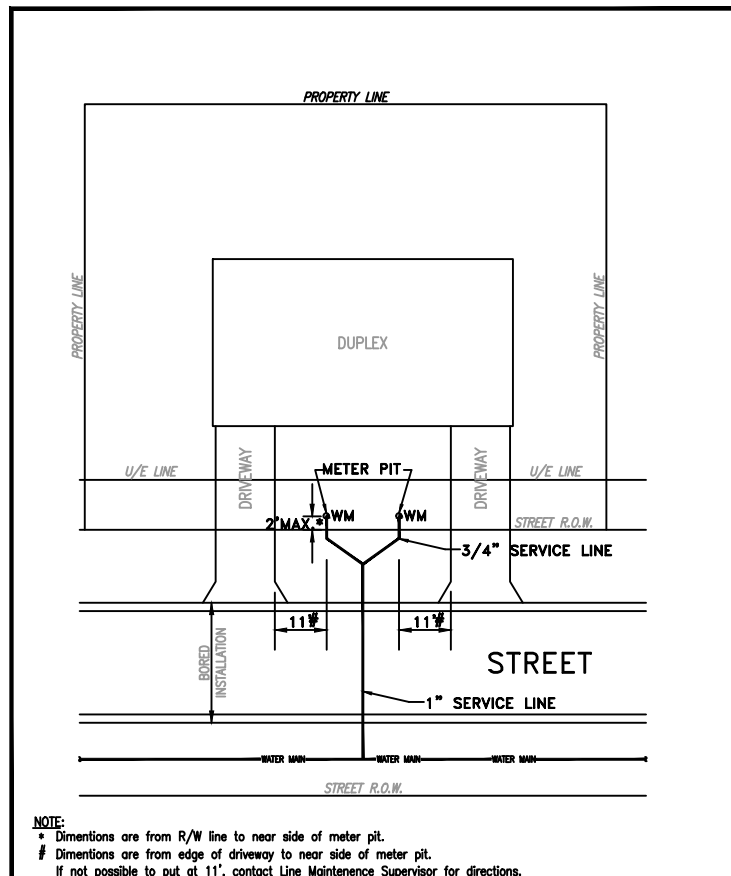 PROPERTY LINE
PROPERTY LINE
PROPERTY LINE
DUPLEX
U/E LINE
DRIVEWAY
METER PIT
DRIVEWAY
U/E LINE
WM
WM
2'MAX.*
STREET R.O.W.
3/4" SERVICE LINE
11'#
11'#
BORED
INSTALLATION
STREET
1" SERVICE LINE
WATER MAIN
WATER MAIN
WATER MAIN
STREET R.O.W.
NOTE:
* Dimentions are from R/W line to near side of meter pit.
# Dimentions are from edge of driveway to near side of meter pit.
If not possible to put at 11', contact Line Maintenence Supervisor for directions.